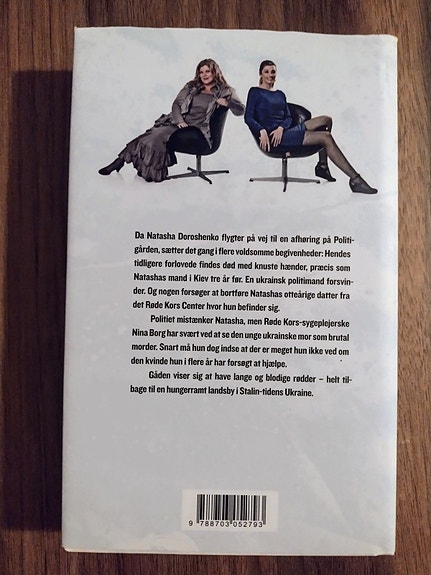 Da Natasha Doroshenko flygter på vej til en afhøring på Politi-
gården, sætter det gang i flere voldsomme begivenheder: Hendes
tidligere forlovede findes død med knuste hænder, præcis som
Natashas mand i Kiev tre år før. En ukrainsk politimand forsvin-
der. Og nogen forsøger at bortføre Natashas otteårige datter fra
det Røde Kors Center hvor hun befinder sig.
Politiet mistænker Natasha, men Røde Kors-sygeplejerske
Nina Borg har svært ved at se den unge ukrainske mor som brutal
morder. Snart må hun dog indse at der er meget hun ikke ved om
den kvinde hun i flere år har forsøgt at hjælpe.
Gåden viser sig at have lange og blodige rødder – helt til-
bage til en hungerramt landsby i Stalin-tidens Ukraine.
9 788703 052793